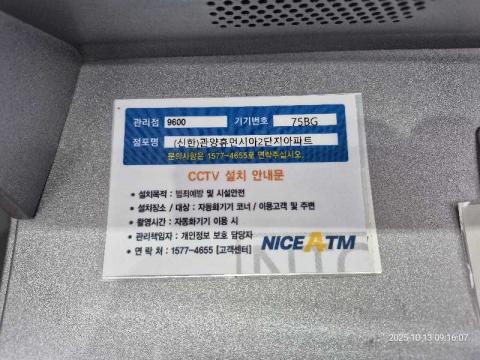 관리점 9600 기기번호 75BG
점포명 (신한)관양휴먼시아2단지아파트
문의사항은 1577-4655로 연락주십시오.
CCTV 설치 안내문
• 설치목적 : 범죄예방 및 시설안전
• 설치장소 / 대상 : 자동화기기 코너 / 이용고객 및 주변
• 촬영시간 : 자동화기기 이용 시
• 관리책임자 : 개인정보 보호 담당자
• 연 락 처 : 1577-4655 [고객센터]
NICE ATM
2025-10-13 09:16:07